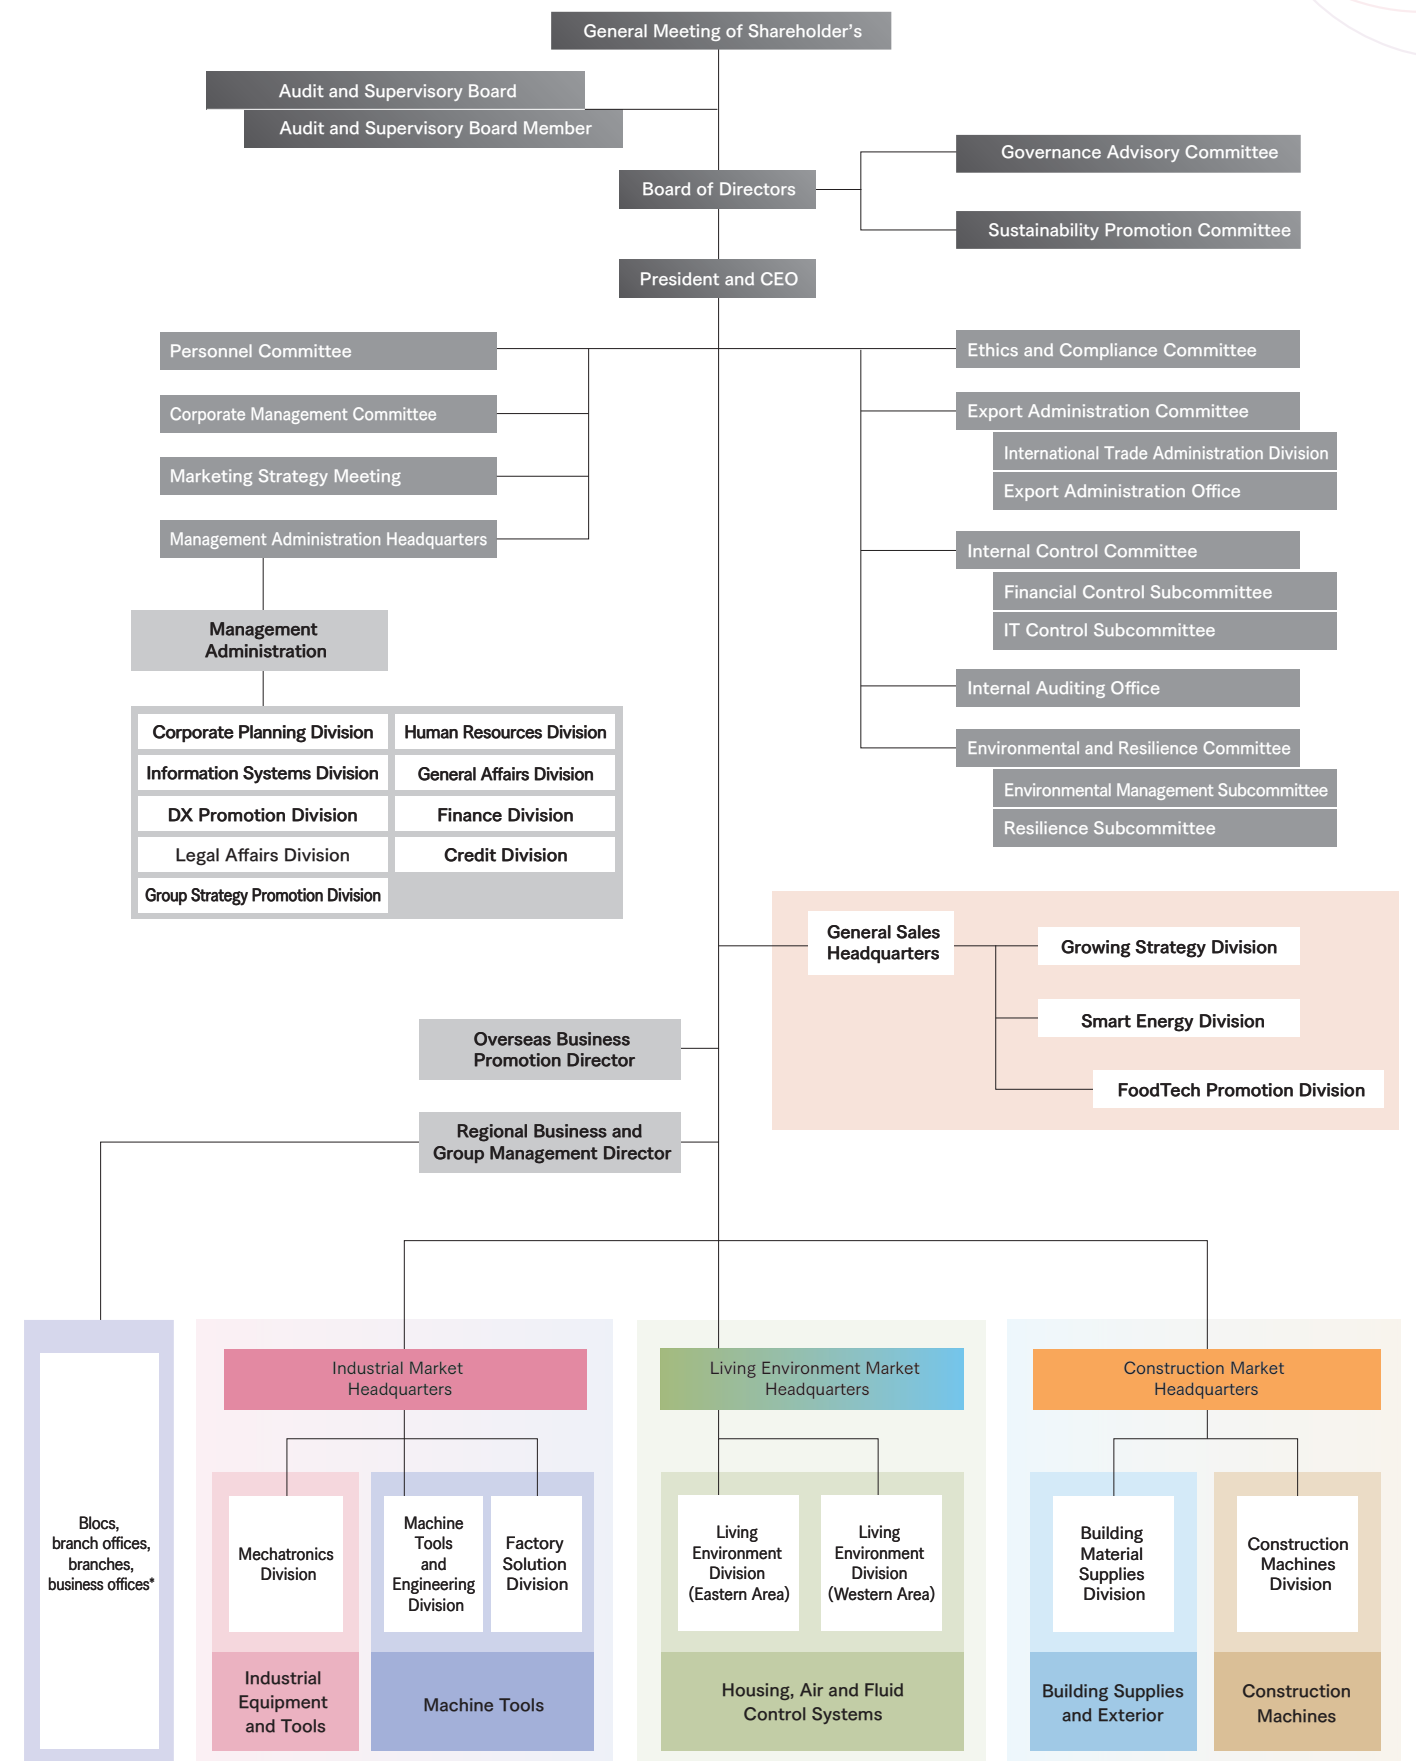 General Meeting of Shareholder's
Audit and Supervisory Board
Audit and Supervisory Board Member
Governance Advisory Committee
Board of Directors
Sustainability Promotion Committee
President and CEO
Personnel Committee
Corporate Management Committee
Marketing Strategy Meeting
Management Administration Headquarters
Ethics and Compliance Committee
Export Administration Committee
International Trade Administration Division
Export Administration Office
Internal Control Committee
Financial Control Subcommittee
IT Control Subcommittee
Internal Auditing Office
Environmental and Resilience Committee
Environmental Management Subcommittee
Resilience Subcommittee
Management
Administration
Corporate Planning Division
Human Resources Division
Information Systems Division
General Affairs Division
DX Promotion Division
Finance Division
Legal Affairs Division
Credit Division
Group Strategy Promotion Division
General Sales
Headquarters
Growing Strategy Division
Smart Energy Division
FoodTech Promotion Division
Overseas Business
Promotion Director
Regional Business and
Group Management Director
Blocs,
branch offices,
branches,
business offices*
Industrial Market
Headquarters
Mechatronics
Division
Machine
Tools
and
Engineering
Division
Factory
Solution
Division
Industrial
Equipment
and Tools
Machine Tools
Living Environment Market
Headquarters
Living
Environment
Division
(Eastern Area)
Living
Environment
Division
(Western Area)
Housing, Air and Fluid
Control Systems
Construction Market
Headquarters
Building
Material
Supplies
Division
Construction
Machines
Division
Building Supplies
and Exterior
Construction
Machines